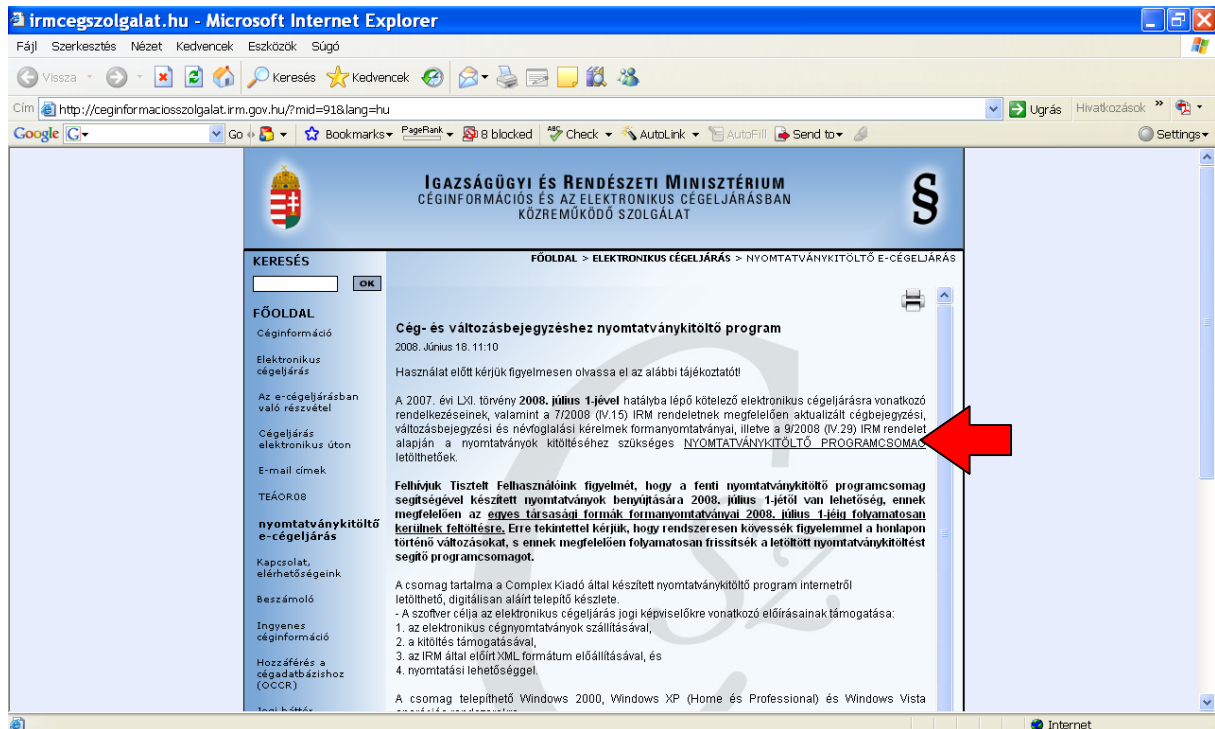 irmcegszolgalat.hu - Microsoft Internet Explorer
Fájl Szerkesztés Nézet Kedvencek Eszközök Súgó
Vissza Keresés Kedvencek
Cím http://ceginformaciosszolgalat.irm.gov.hu/?mid=91&lang=hu Ugrás Hivatkozások »
Google G Go Bookmarks PageRank 8 blocked ABC Check AutoLink AutoFill Send to Settings
IGAZSÁGÜGYI ÉS RENDÉSZETI MINISZTÉRIUM
CÉGINFORMÁCIÓS ÉS AZ ELEKTRONIKUS CÉGELJÁRÁSBAN
KÖZREMŰKÖDŐ SZOLGÁLAT
§
FŐOLDAL > ELEKTRONIKUS CÉGELJÁRÁS > NYOMTATVÁNYKITÖLTŐ E-CÉGELJÁRÁS
KERESÉS
OK
FŐOLDAL
Céginformáció
Elektronikus
cégeljárás
Az e-cégeljárásban
való részvétel
Cégeljárás
elektronikus úton
E-mail címek
TEÁOR08
nyomtatványkitöltő
e-cégeljárás
Kapcsolat,
elérhetőségeink
Beszámoló
Ingyenes
céginformáció
Hozzáférés a
cégadatbázishoz
(OCCR)
Jogi háttér
Cég- és változásbejegyzéshez nyomtatványkitöltő program
2008. Június 18. 11:10
Használat előtt kérjük figyelmesen olvassa el az alábbi tájékoztatót!
A 2007. évi LXI. törvény 2008. július 1-jével hatályba lépő kötelező elektronikus cégeljárásra vonatkozó
rendelkezéseinek, valamint a 7/2008 (IV.15) IRM rendeletnek megfelelően aktualizált cégbejegyzési,
változásbejegyzési és névfoglalási kérelmek formanyomtatványai, illetve a 9/2008 (IV.29) IRM rendelet
alapján a nyomtatványok kitöltéséhez szükséges NYOMTATVÁNYKITÖLTŐ PROGRAMCSOMAG
letölthetőek.
Felhívjuk Tisztelt Felhasználóink figyelmét, hogy a fenti nyomtatványkitöltő programcsomag
segítségével készített nyomtatványok benyújtására 2008. július 1-jétől van lehetőség, ennek
megfelelően az egyes társasági formák formanyomtatványai 2008. július 1-jéig folyamatosan
kerülnek feltöltésre. Erre tekintettel kérjük, hogy rendszeresen kövessék figyelemmel a honlapon
történő változásokat, s ennek megfelelően folyamatosan frissítsék a letöltött nyomtatványkitöltést
segítő programcsomagot.
A csomag tartalma a Complex Kiadó által készített nyomtatványkitöltő program internetről
letölthető, digitálisan aláírt telepítő készlete.
- A szoftver célja az elektronikus cégeljárás jogi képviselőkre vonatkozó előírásainak támogatása:
1. az elektronikus cégnyomtatványok szállításával,
2. a kitöltés támogatásával,
3. az IRM által előírt XML formátum előállításával, és
4. nyomtatási lehetőséggel.
A csomag telepíthető Windows 2000, Windows XP (Home és Professional) és Windows Vista
Internet